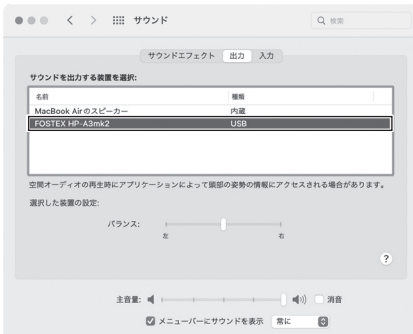 サウンド
検索
サウンドエフェクト 出力 入力
サウンドを出力する装置を選択:
名前 種類
MacBook Airのスピーカー 内蔵
FOSTEX HP-A3mk2 USB
空間オーディオの再生時にアプリケーションによって頭部の姿勢の情報にアクセスされる場合があります。
選択した装置の設定:
バランス:
左 右
?
主音量: 消音
メニューバーにサウンドを表示 常に